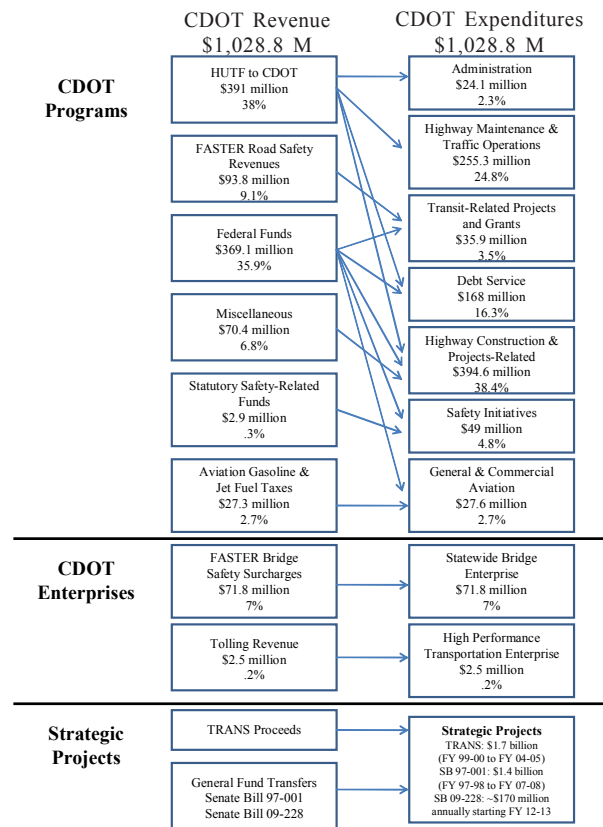 CDOT Revenue
$1,028.8 M
CDOT Expenditures
$1,028.8 M
CDOT
Programs
HUTF to CDOT
$391 million
38%
Administration
$24.1 million
2.3%
FASTER Road Safety
Revenues
$93.8 million
9.1%
Highway Maintenance &
Traffic Operations
$255.3 million
24.8%
Federal Funds
$369.1 million
35.9%
Transit-Related Projects
and Grants
$35.9 million
3.5%
Miscellaneous
$70.4 million
6.8%
Debt Service
$168 million
16.3%
Statutory Safety-Related
Funds
$2.9 million
.3%
Highway Construction &
Projects-Related
$394.6 million
38.4%
Safety Initiatives
$49 million
4.8%
Aviation Gasoline &
Jet Fuel Taxes
$27.3 million
2.7%
General & Commercial
Aviation
$27.6 million
2.7%
CDOT
Enterprises
FASTER Bridge
Safety Surcharges
$71.8 million
7%
Statewide Bridge
Enterprise
$71.8 million
7%
Tolling Revenue
$2.5 million
.2%
High Performance
Transportation Enterprise
$2.5 million
.2%
Strategic
Projects
TRANS Proceeds
General Fund Transfers
Senate Bill 97-001
Senate Bill 09-228
Strategic Projects
TRANS: $1.7 billion
(FY 99-00 to FY 04-05)
SB 97-001: $1.4 billion
(FY 97-98 to FY 07-08)
SB 09-228: ~$170 million
annually starting FY 12-13